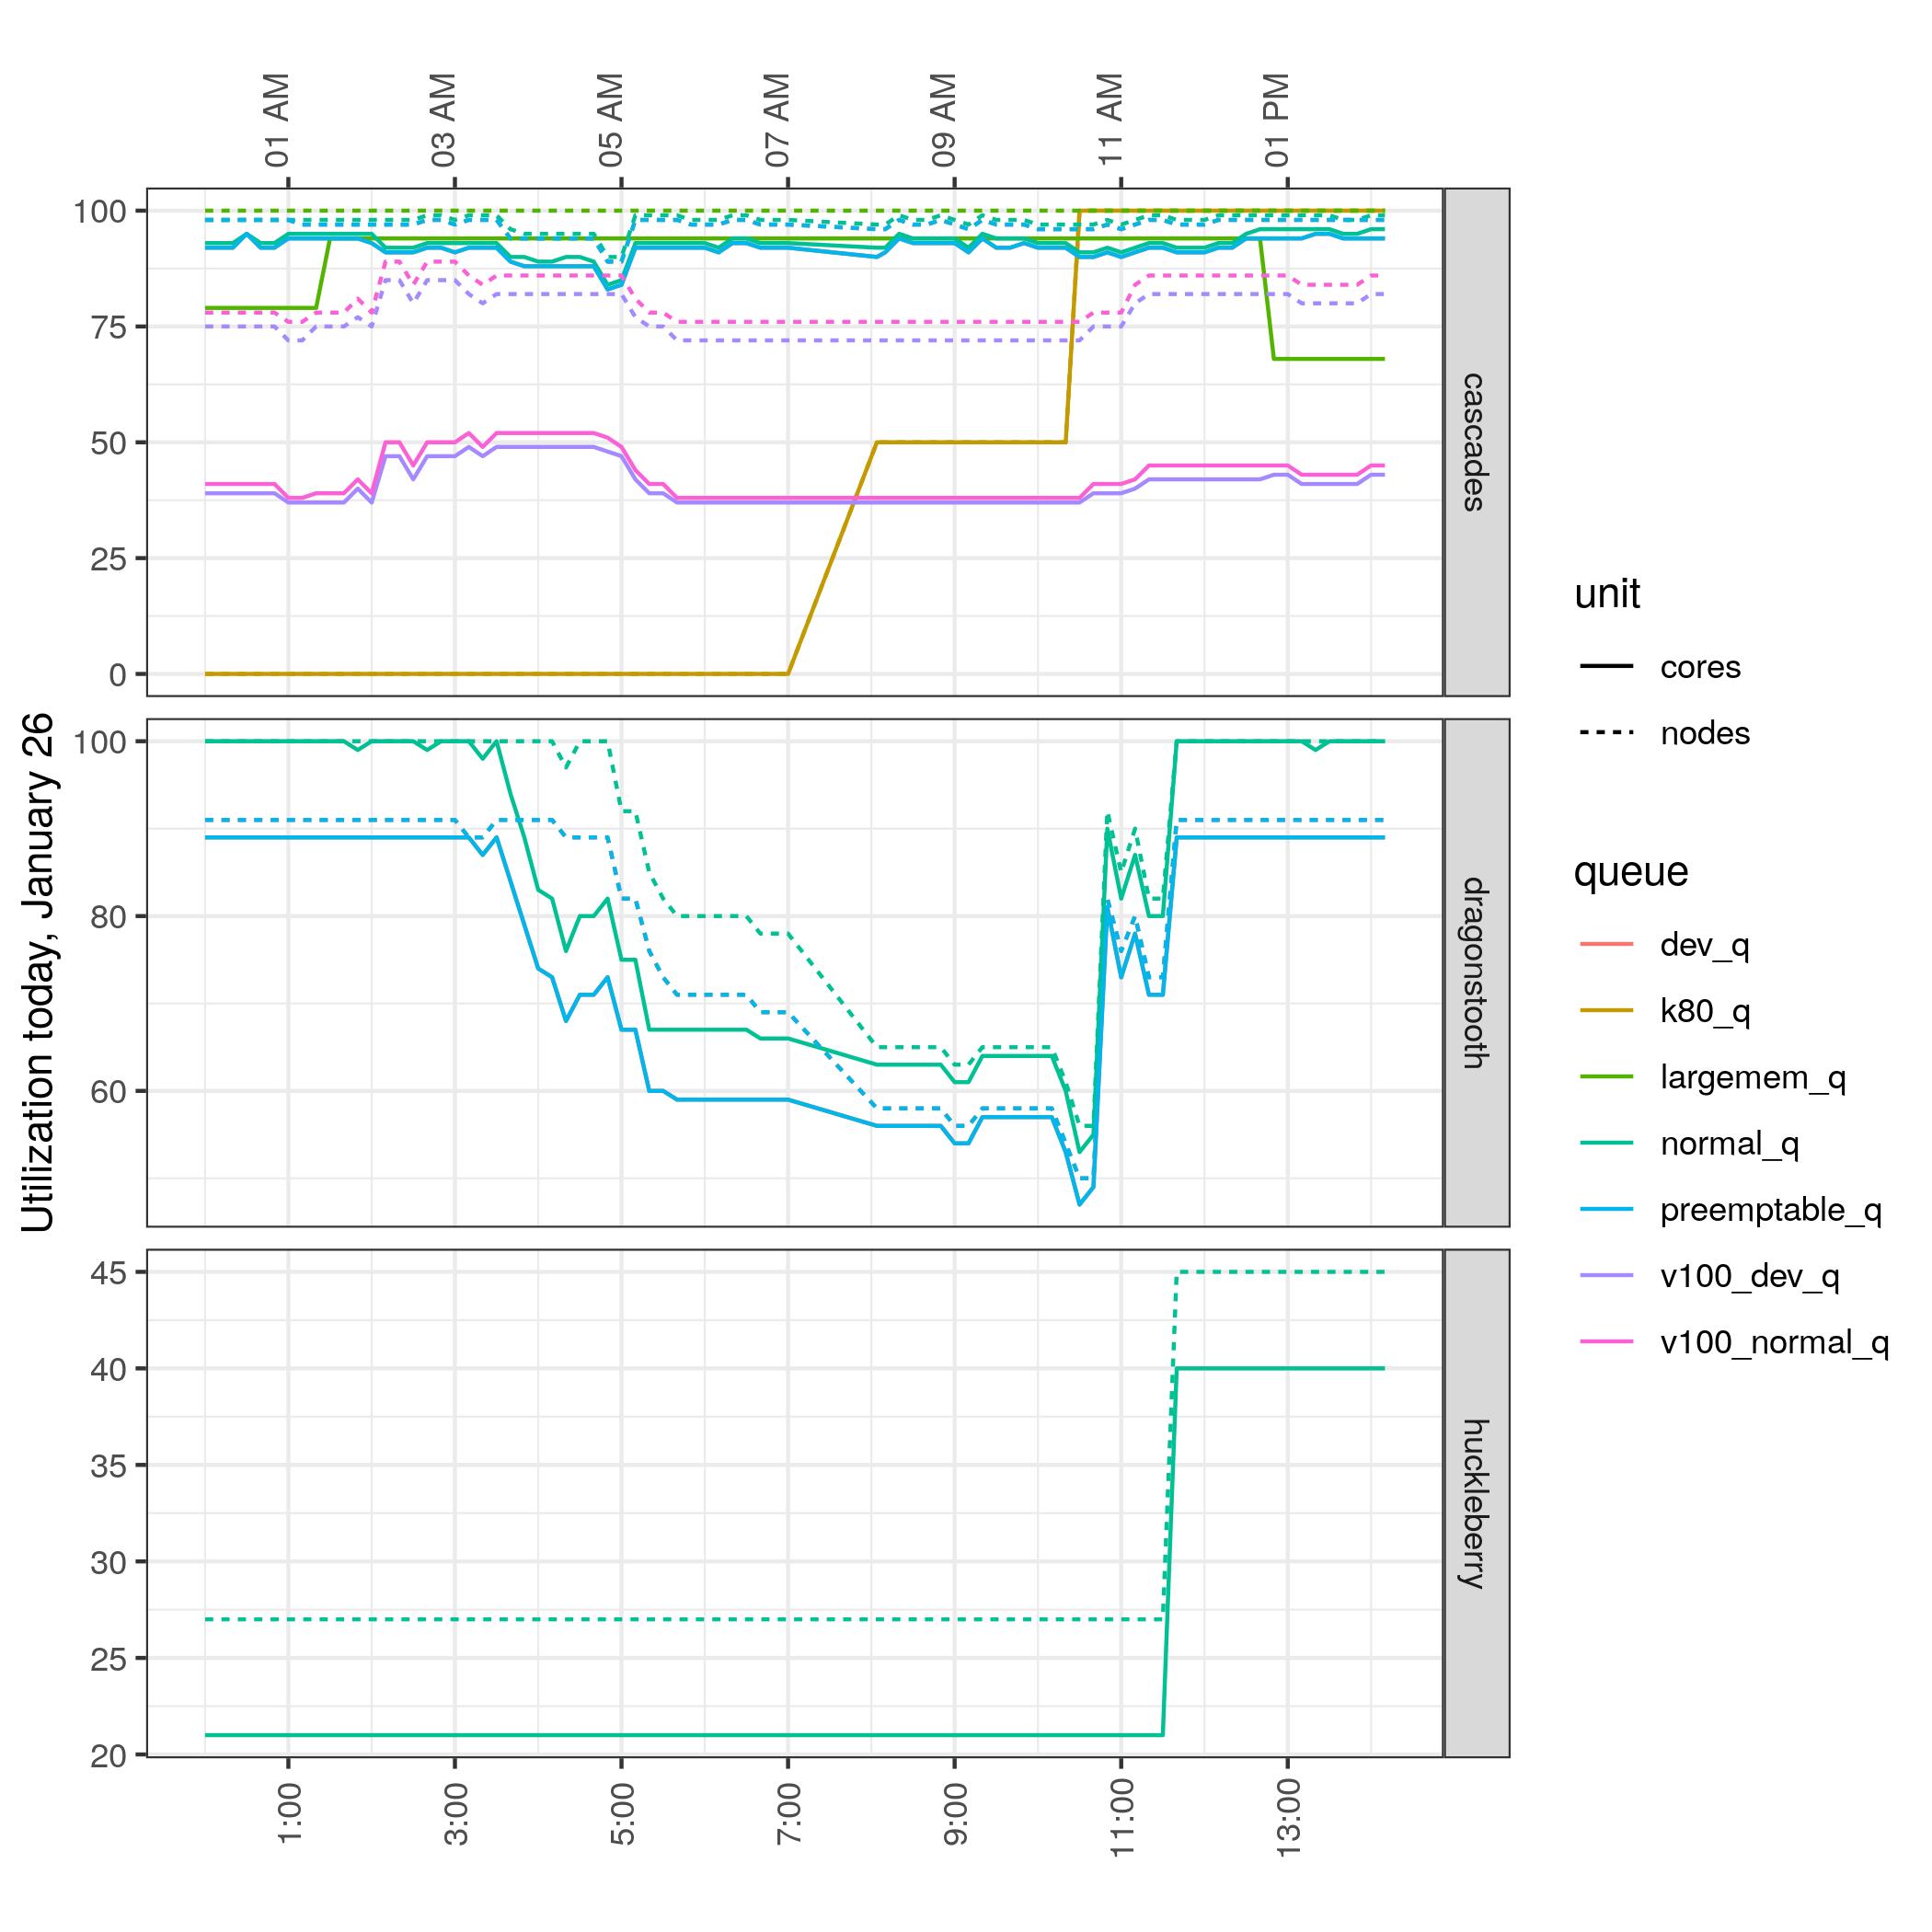 01 AM
03 AM
05 AM
07 AM
09 AM
11 AM
01 PM
Utilization today, January 26
100
75
50
25
0
cascades
100
80
60
dragonstooth
45
40
35
30
25
20
huckleberry
1:00
3:00
5:00
7:00
9:00
11:00
13:00
unit
cores
nodes
queue
dev_q
k80_q
largemem_q
normal_q
preemptable_q
v100_dev_q
v100_normal_q